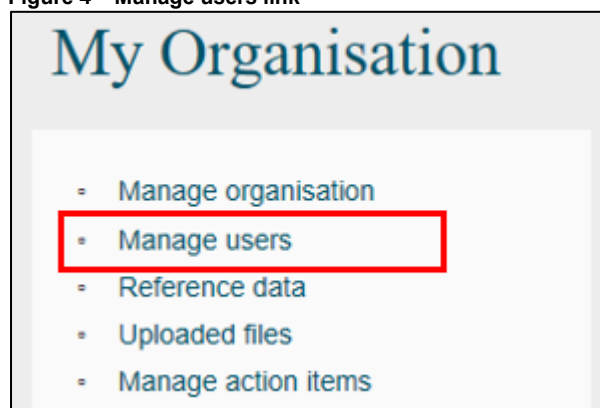 Figure 4 – Manage users link
My Organisation
▫ Manage organisation
▫ Manage users
▫ Reference data
▫ Uploaded files
▫ Manage action items